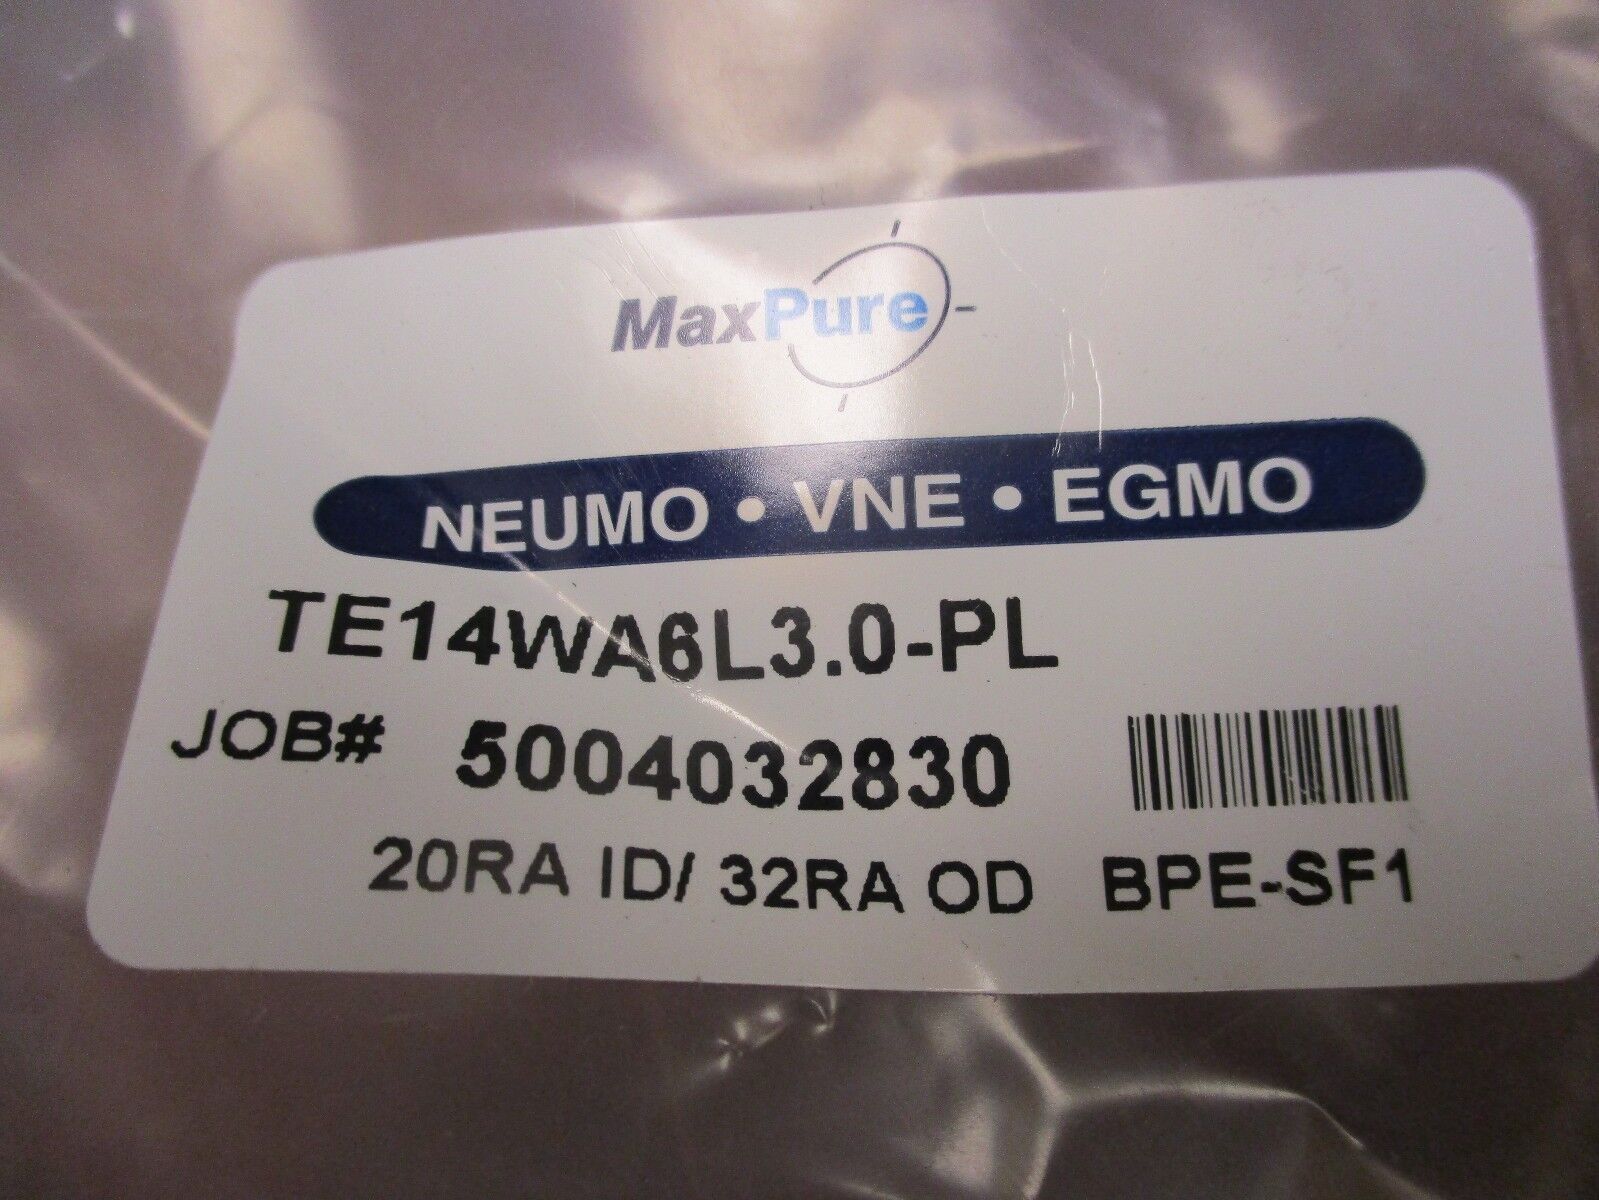 MaxPure
NEUMO • VNE • EGMO
TE14WA6L3.0-PL
JOB# 5004032830
20RA ID/ 32RA OD BPE-SF1